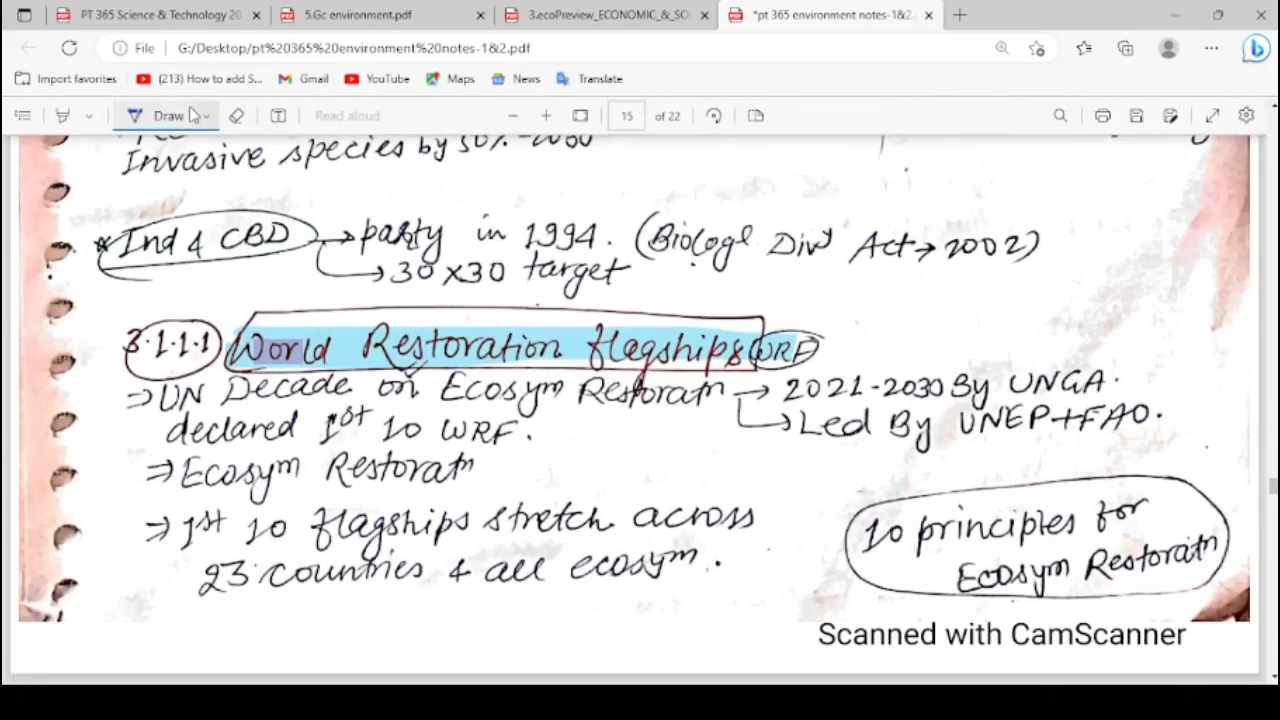 PT 365 Science & Technology 20
5.Gc environment.pdf
3.ecoPreview_ECONOMIC_&_SO
*pt 365 environment notes-1&2.
File
G:/Desktop/pt%20365%20environment%20notes-1&2.pdf
Import favorites
(213) How to add S...
Gmail
YouTube
Maps
News
Translate
Draw
Read aloud
15 of 22
Invasive species by 50%-2030
Ind & CBD → party in 1994. (Biologl Div Act → 2002)
→ 30 x 30 target
3.1.1.1 World Restoration flagships WRF
⇒ UN Decade on Ecosym Restoratn → 2021-2030 By UNGA.
declared 1st 10 WRF. → Led By UNEP+FAO.
⇒ Ecosym Restoratn
⇒ 1st 10 flagships stretch across
23 countries & all ecosym.
10 principles for
Ecosym Restoratn
Scanned with CamScanner